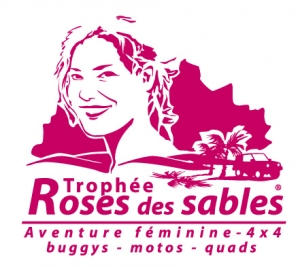 Trophée
Roses des sables®
Aventure féminine-4x4
buggys - motos - quads